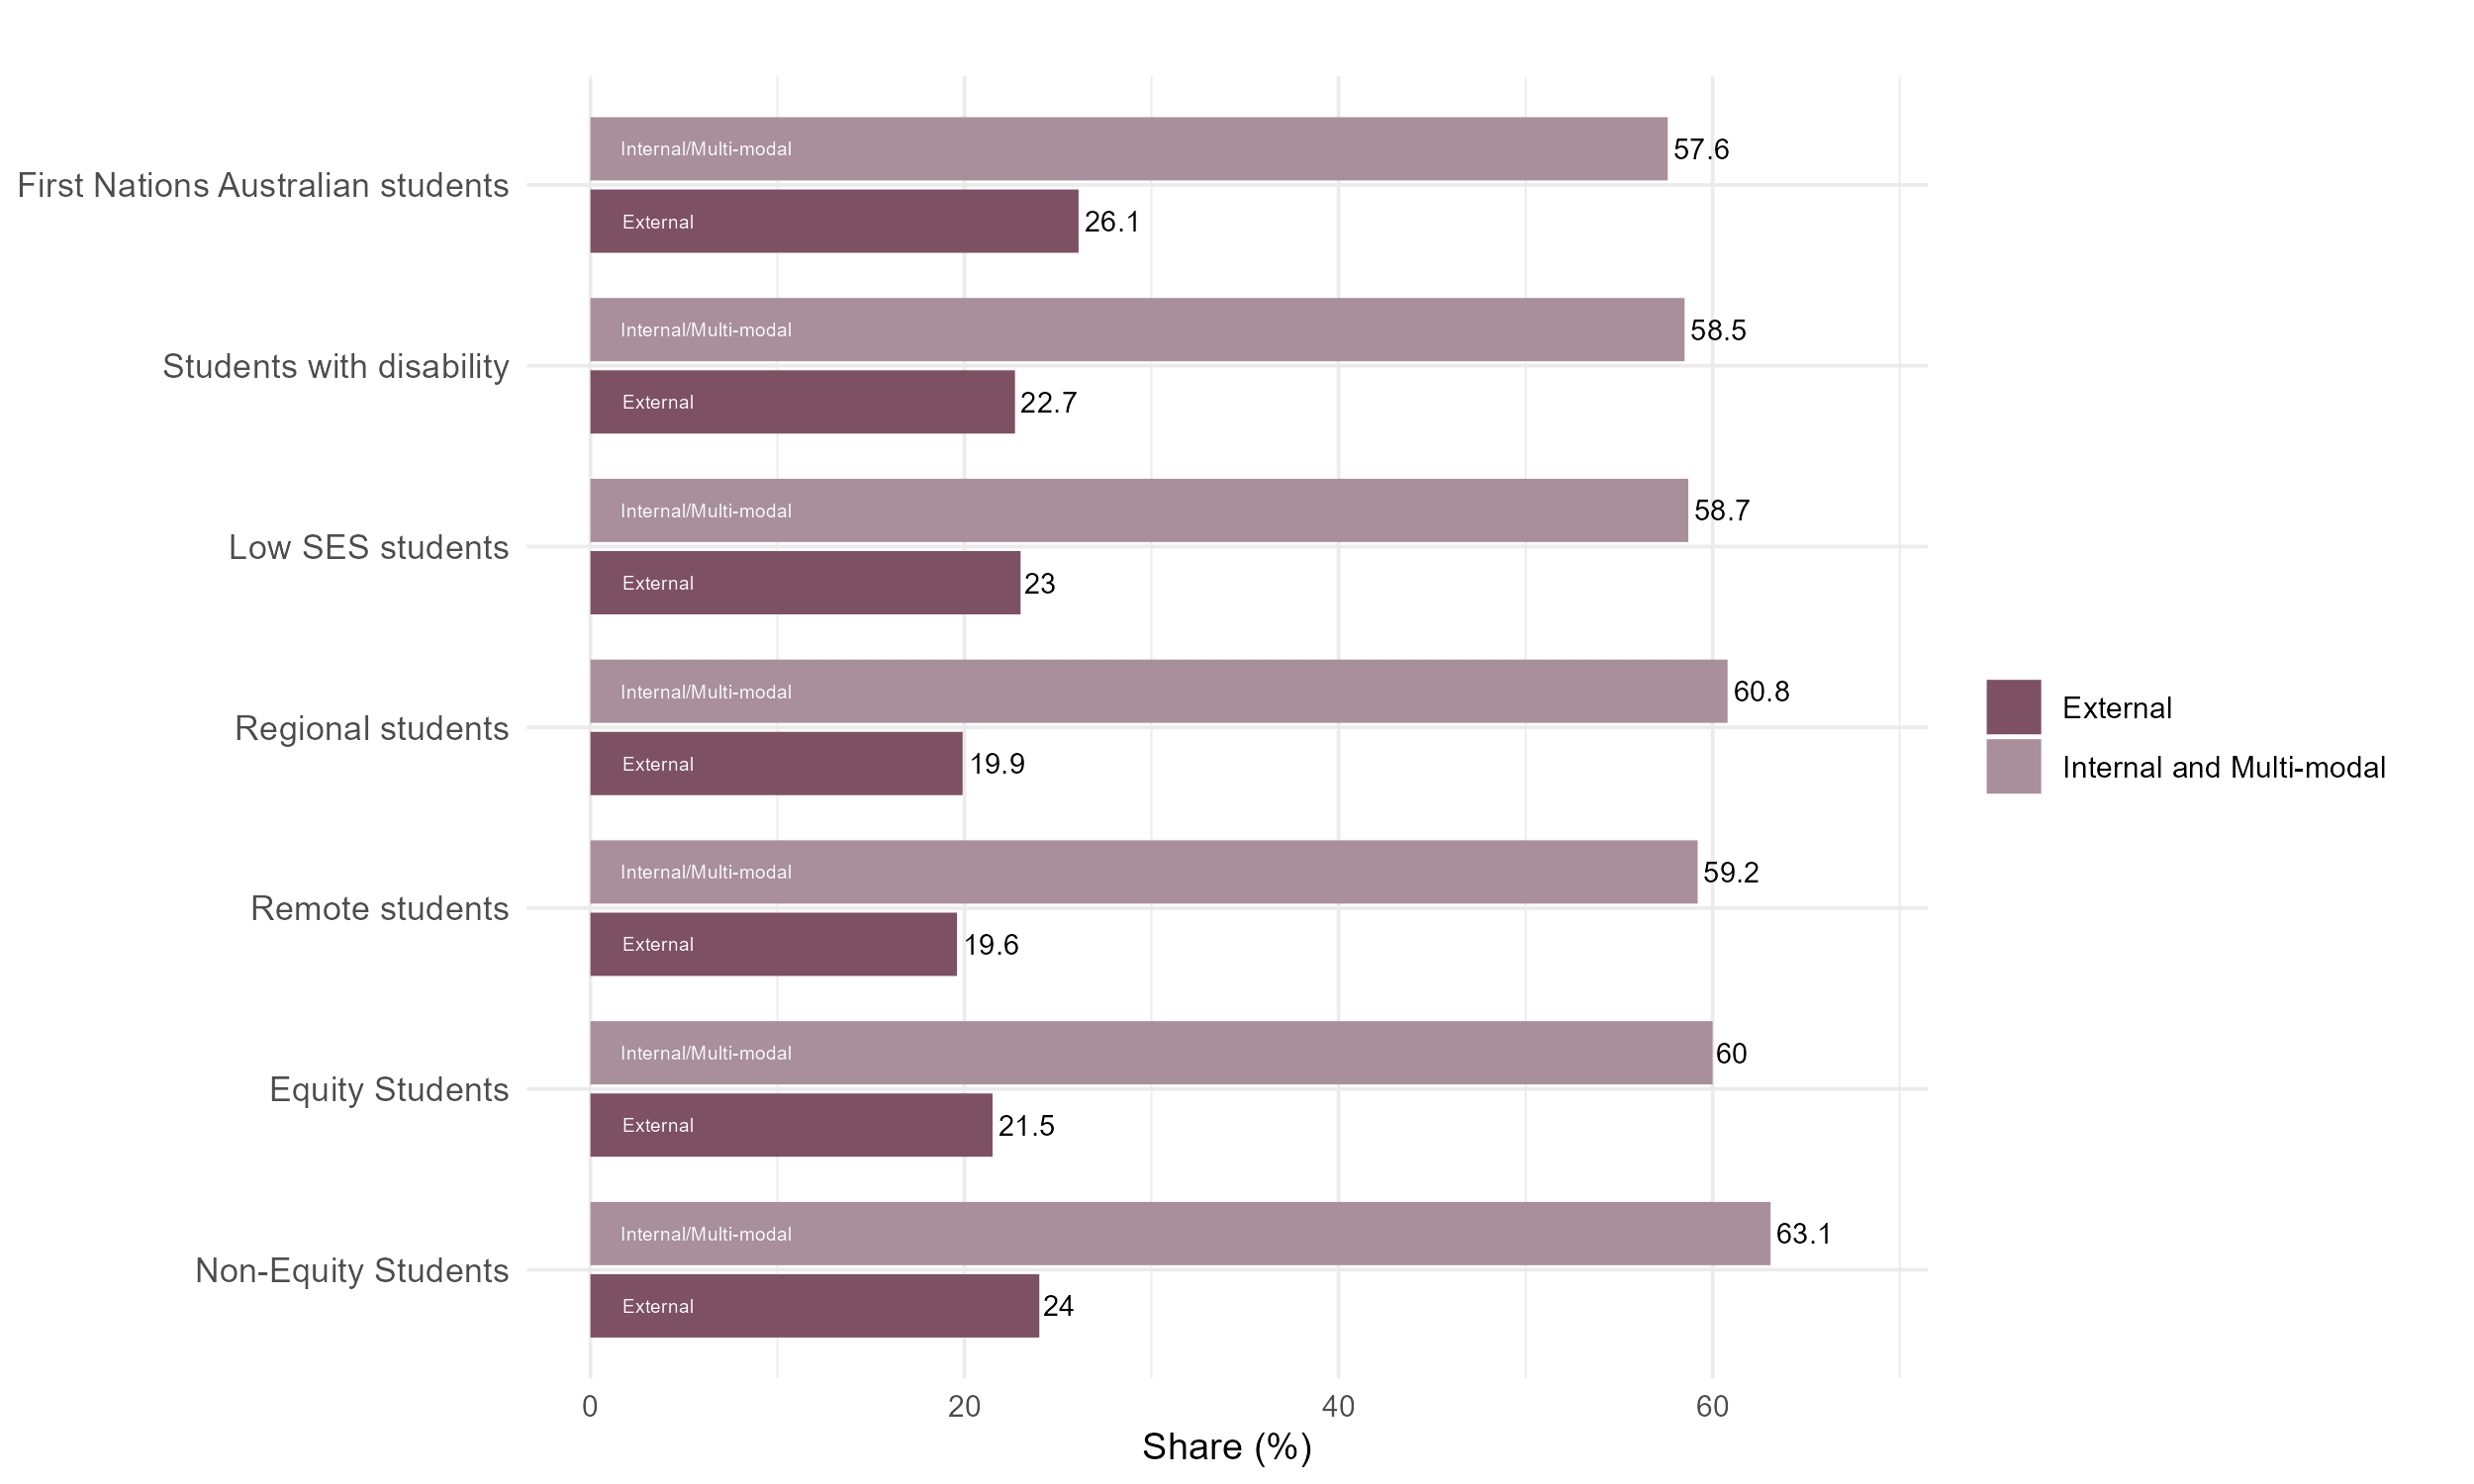 First Nations Australian students
Internal/Multi-modal
57.6
External
26.1
Students with disability
Internal/Multi-modal
58.5
External
22.7
Low SES students
Internal/Multi-modal
58.7
External
23
Regional students
Internal/Multi-modal
60.8
External
19.9
Remote students
Internal/Multi-modal
59.2
External
19.6
Equity Students
Internal/Multi-modal
60
External
21.5
Non-Equity Students
Internal/Multi-modal
63.1
External
24
0 20 40 60
Share (%)
External
Internal and Multi-modal